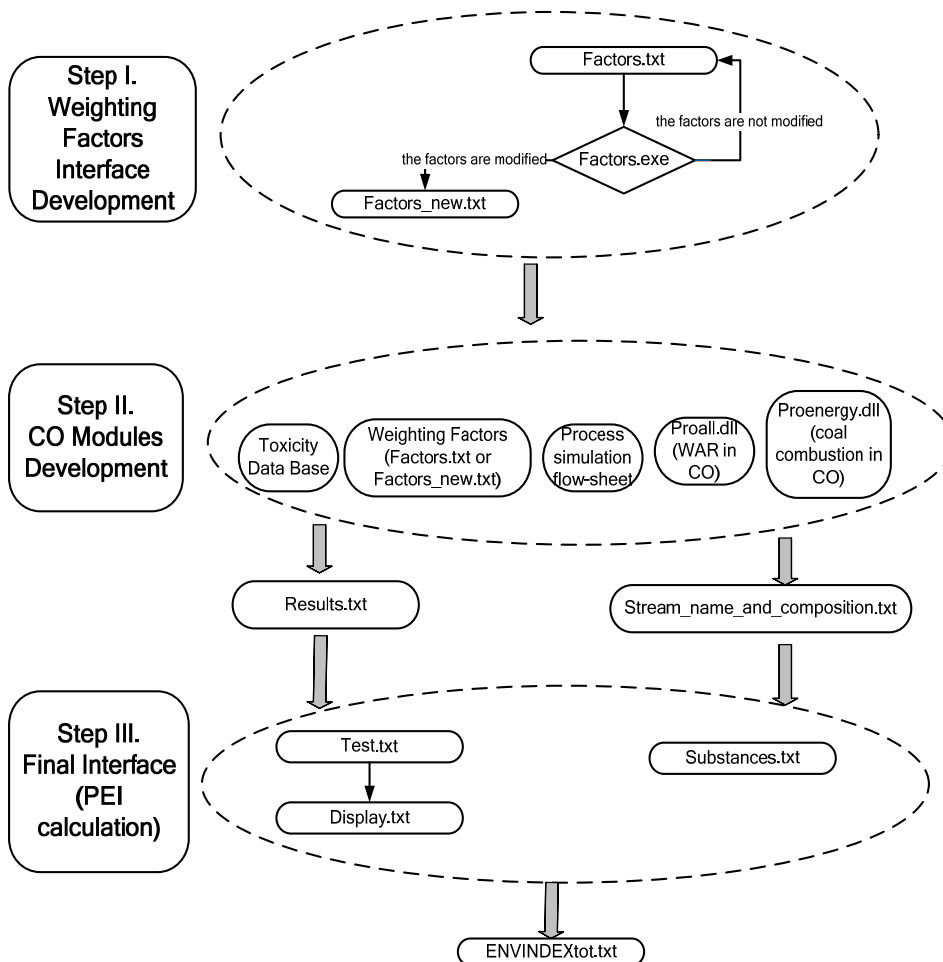 Step I.
Weighting
Factors
Interface
Development
Factors.txt
the factors are not modified
Factors.exe
the factors are modified
Factors_new.txt
Step II.
CO Modules
Development
Toxicity
Data Base
Weighting Factors
(Factors.txt or
Factors_new.txt)
Process
simulation
flow-sheet
Proall.dll
(WAR in
CO)
Proenergy.dll
(coal
combustion in
CO)
Results.txt
Stream_name_and_composition.txt
Step III.
Final Interface
(PEI
calculation)
Test.txt
Display.txt
Substances.txt
ENVINDEXtot.txt